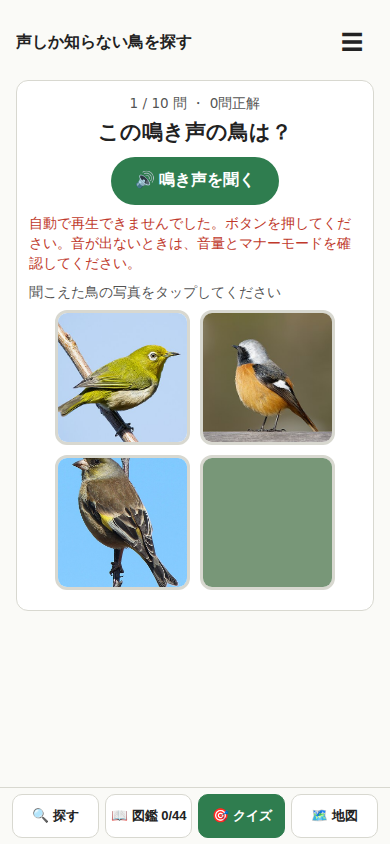 声しか知らない鳥を探す
1 / 10 問 ・ 0問正解
この鳴き声の鳥は？
🔊 鳴き声を聞く
自動で再生できませんでした。ボタンを押してくだ
さい。音が出ないときは、音量とマナーモードを確
認してください。
聞こえた鳥の写真をタップしてください
🔍 探す
📖 図鑑 0/44
🎯 クイズ
🗺️ 地図